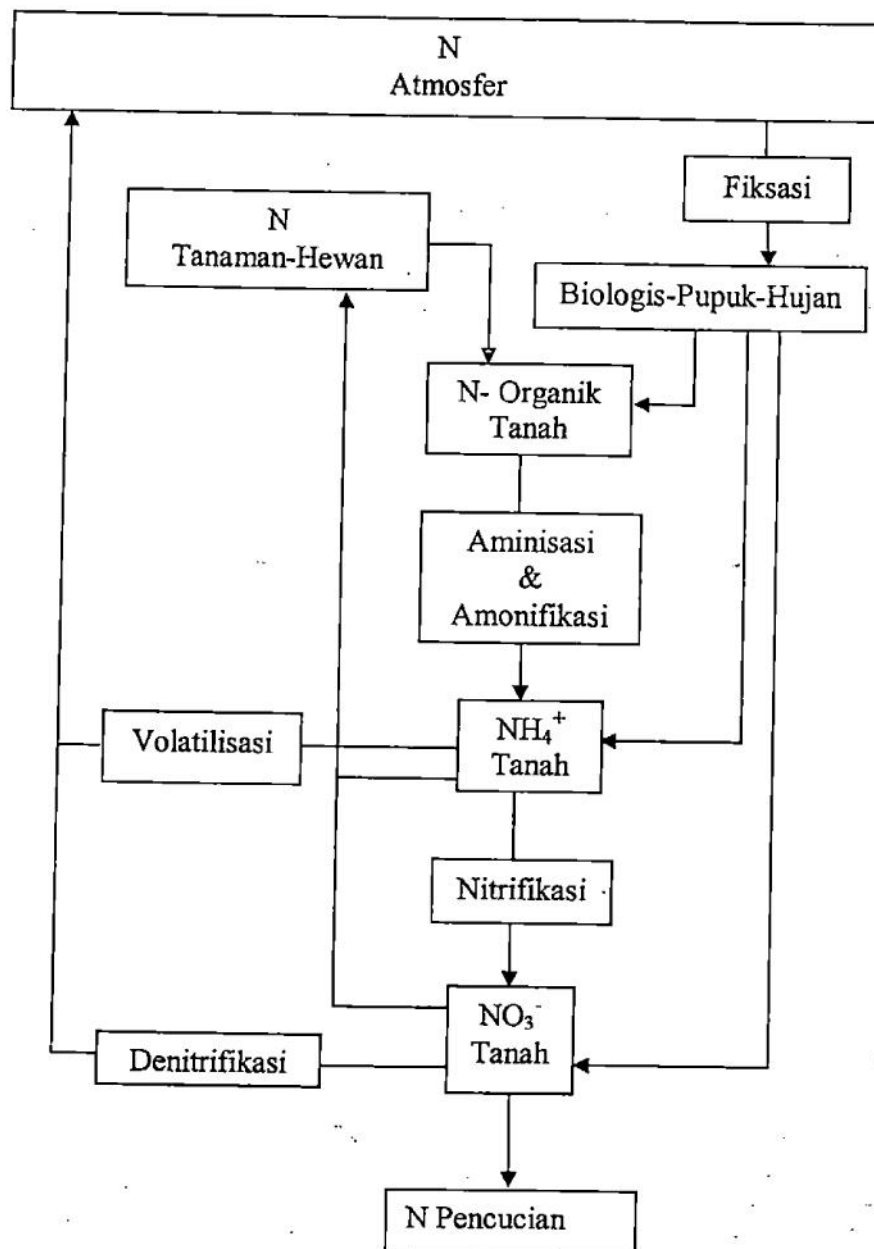 N
Atmosfer
Fiksasi
N
Tanaman-Hewan
Biologis-Pupuk-Hujan
N- Organik
Tanah
Aminisasi
&
Amonifikasi
NH₄⁺
Tanah
Volatilisasi
Nitrifikasi
NO₃⁻
Tanah
Denitrifikasi
N Pencucian